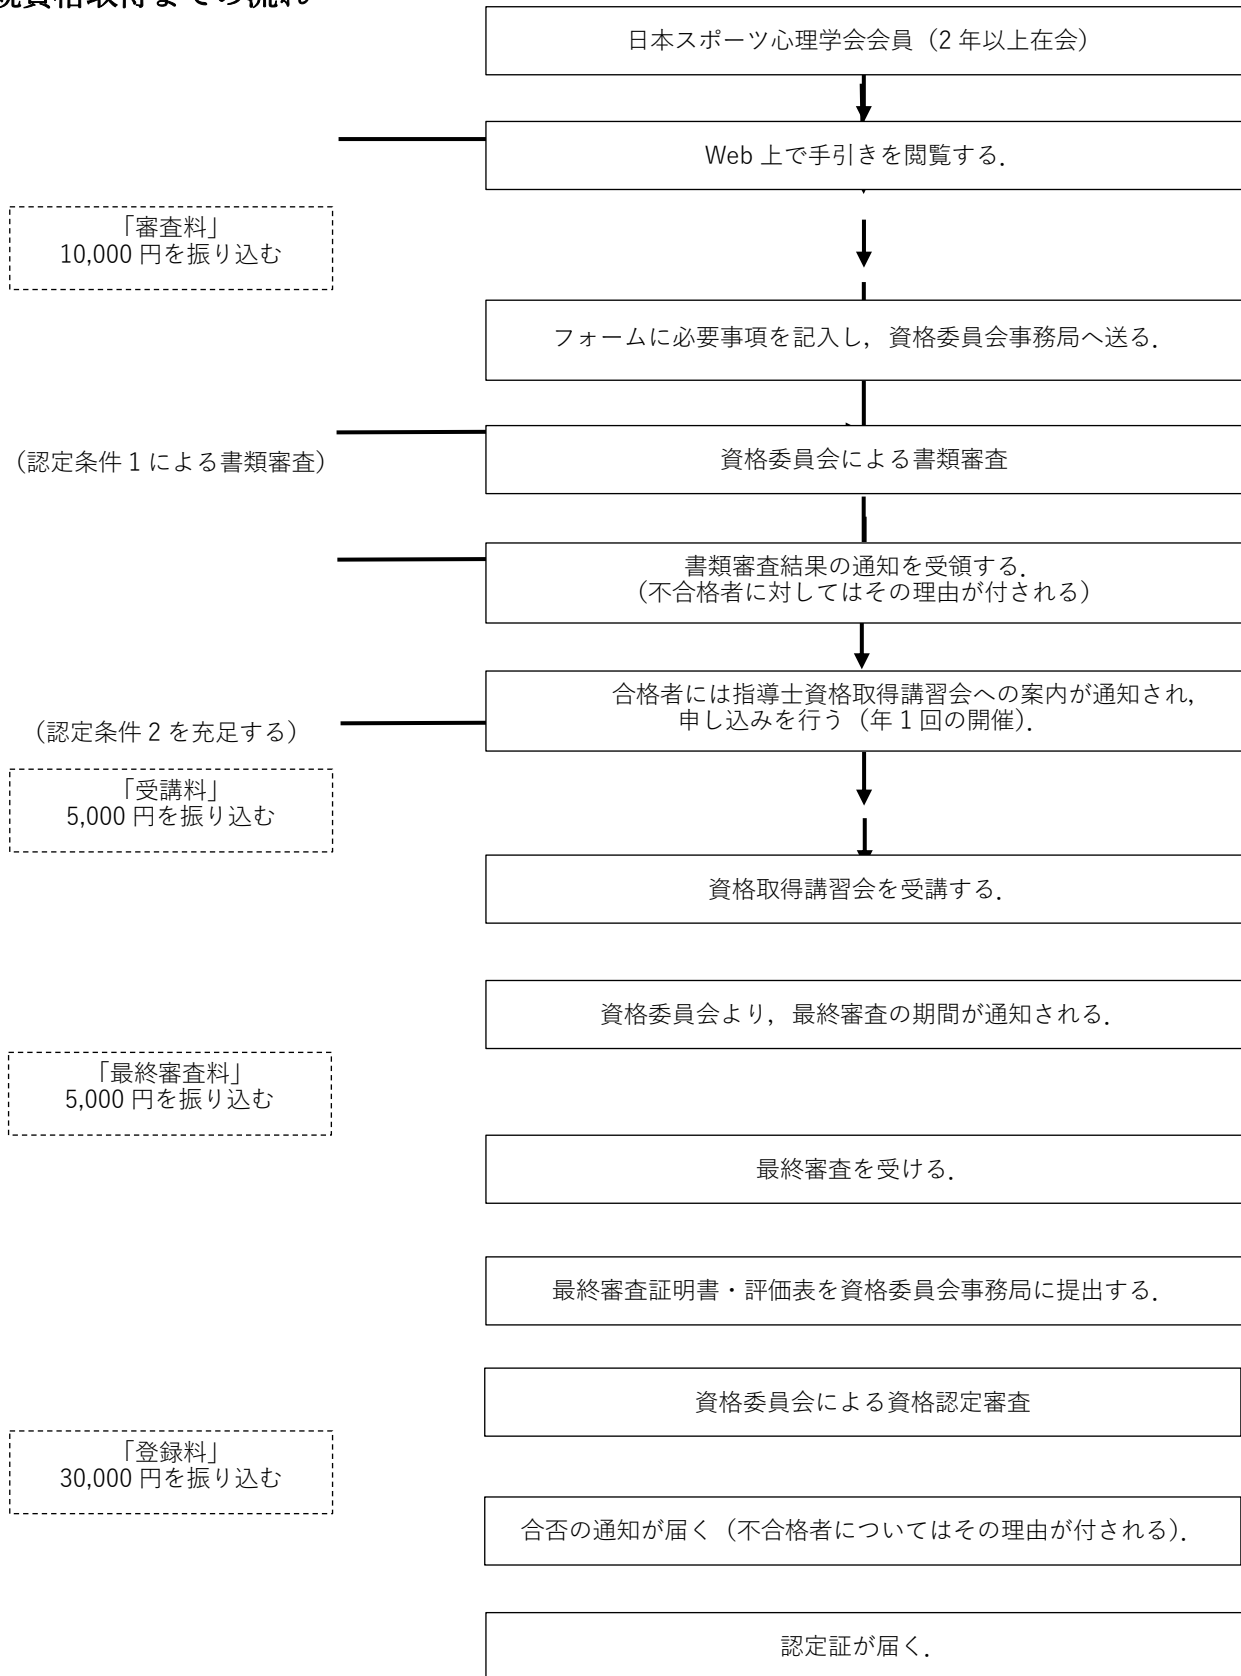 資格取得までの流れ
日本スポーツ心理学会会員（2 年以上在会）
Web 上で手引きを閲覧する．
「審査料」
10,000 円を振り込む
フォームに必要事項を記入し，資格委員会事務局へ送る．
（認定条件 1 による書類審査）
資格委員会による書類審査
書類審査結果の通知を受領する．
（不合格者に対してはその理由が付される）
合格者には指導士資格取得講習会への案内が通知され，
申し込みを行う（年 1 回の開催）．
（認定条件 2 を充足する）
「受講料」
5,000 円を振り込む
資格取得講習会を受講する．
資格委員会より，最終審査の期間が通知される．
「最終審査料」
5,000 円を振り込む
最終審査を受ける．
最終審査証明書・評価表を資格委員会事務局に提出する．
資格委員会による資格認定審査
「登録料」
30,000 円を振り込む
合否の通知が届く（不合格者についてはその理由が付される）．
認定証が届く．